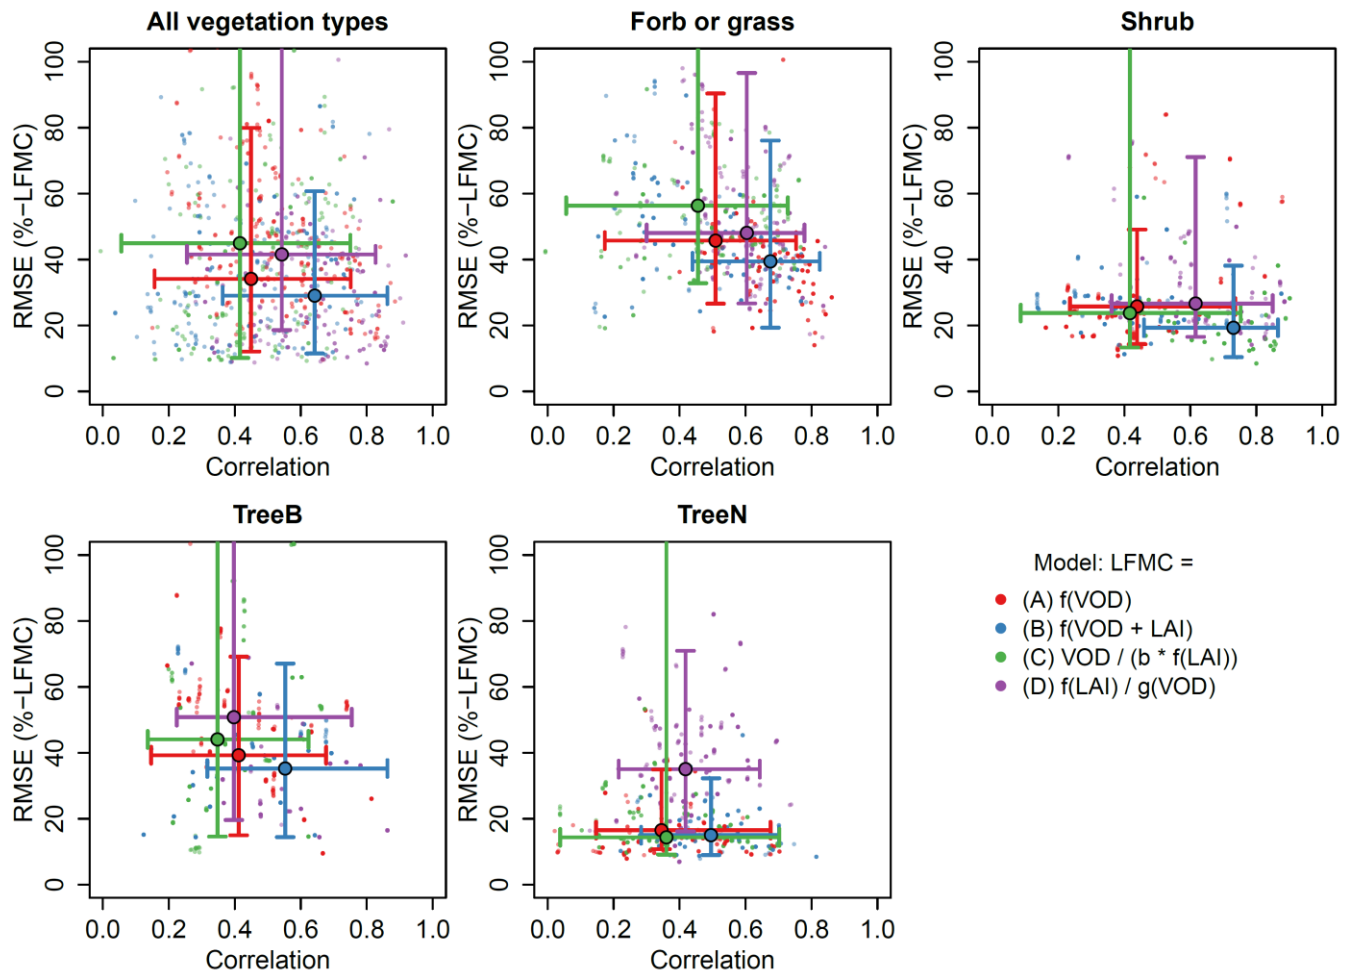 All vegetation types
Forb or grass
Shrub
RMSE (%-LFMC)
0
20
40
60
80
100
0.0 0.2 0.4 0.6 0.8 1.0
Correlation
RMSE (%-LFMC)
0
20
40
60
80
100
0.0 0.2 0.4 0.6 0.8 1.0
Correlation
RMSE (%-LFMC)
0
20
40
60
80
100
0.0 0.2 0.4 0.6 0.8 1.0
Correlation
TreeB
TreeN
RMSE (%-LFMC)
0
20
40
60
80
100
0.0 0.2 0.4 0.6 0.8 1.0
Correlation
RMSE (%-LFMC)
0
20
40
60
80
100
0.0 0.2 0.4 0.6 0.8 1.0
Correlation
Model: LFMC =
(A) f(VOD)
(B) f(VOD + LAI)
(C) VOD / (b * f(LAI))
(D) f(LAI) / g(VOD)